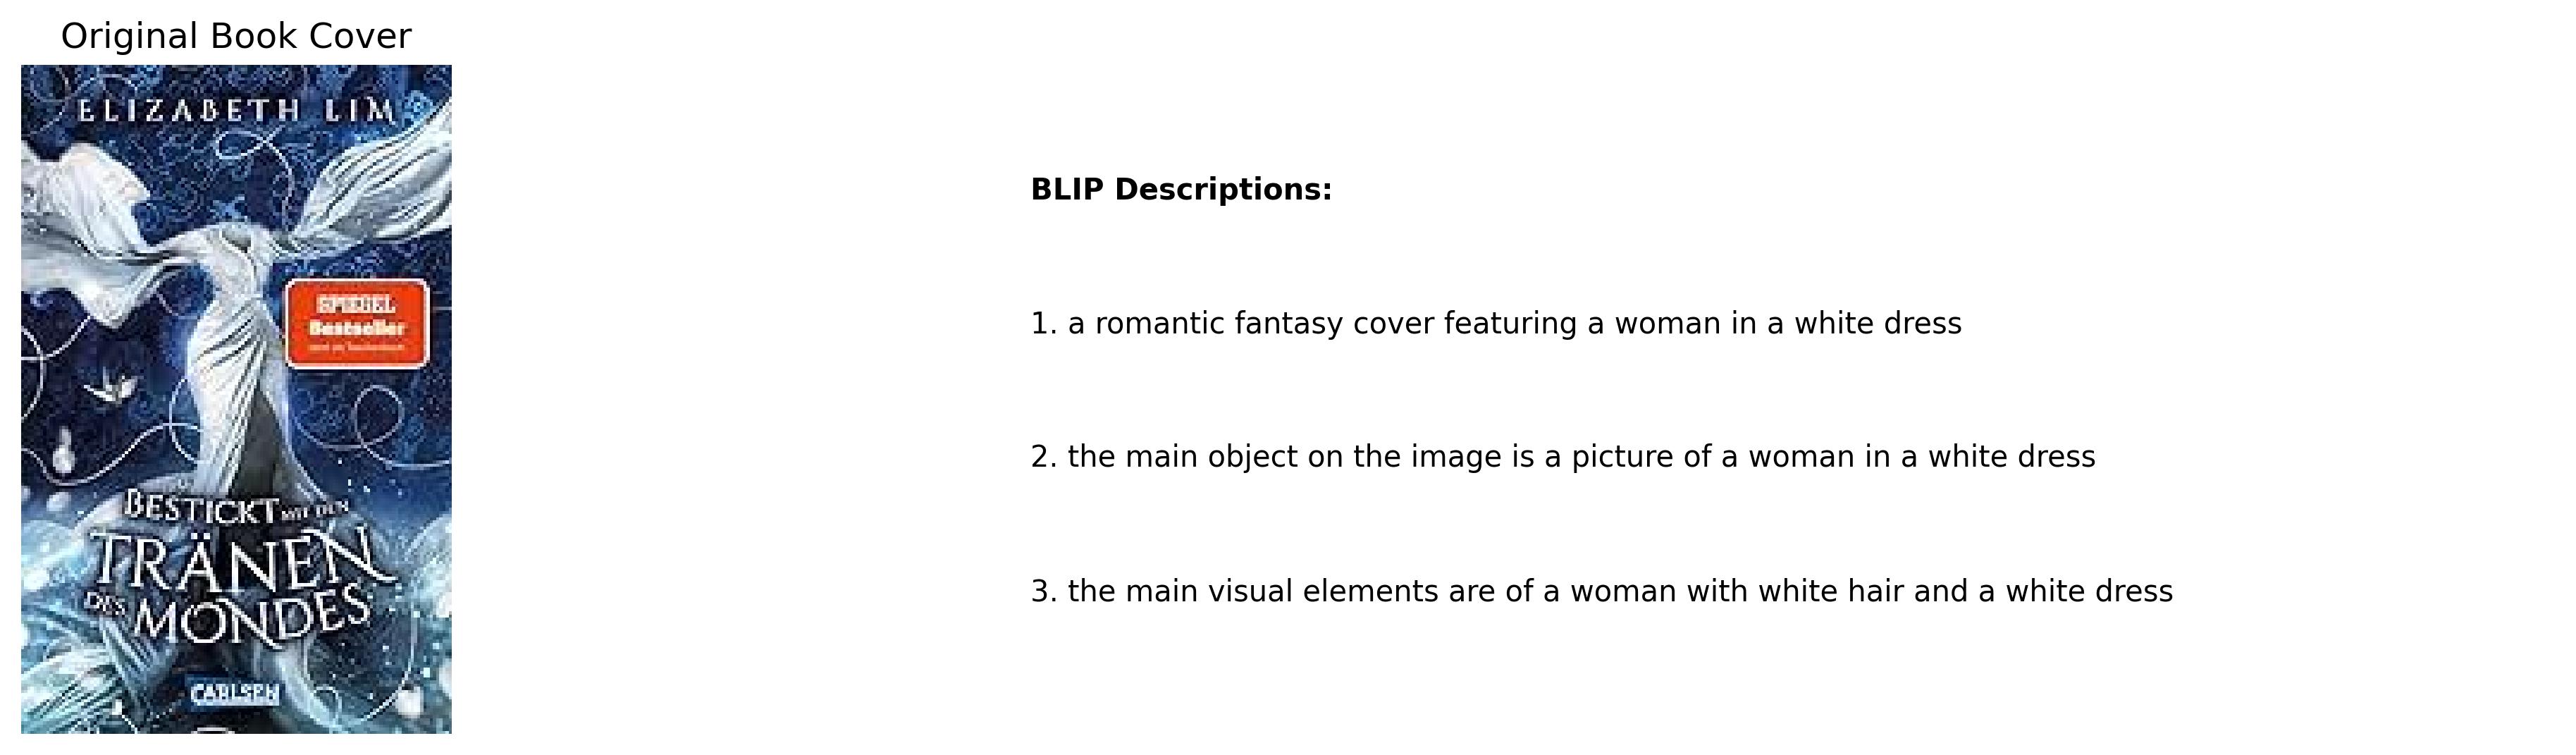 Original Book Cover
ELIZABETH LIM
SPIEGEL
Bestseller
BESTICKT MIT DEN
TRÄNEN
DES MONDES
CARLSEN
BLIP Descriptions:
1. a romantic fantasy cover featuring a woman in a white dress
2. the main object on the image is a picture of a woman in a white dress
3. the main visual elements are of a woman with white hair and a white dress